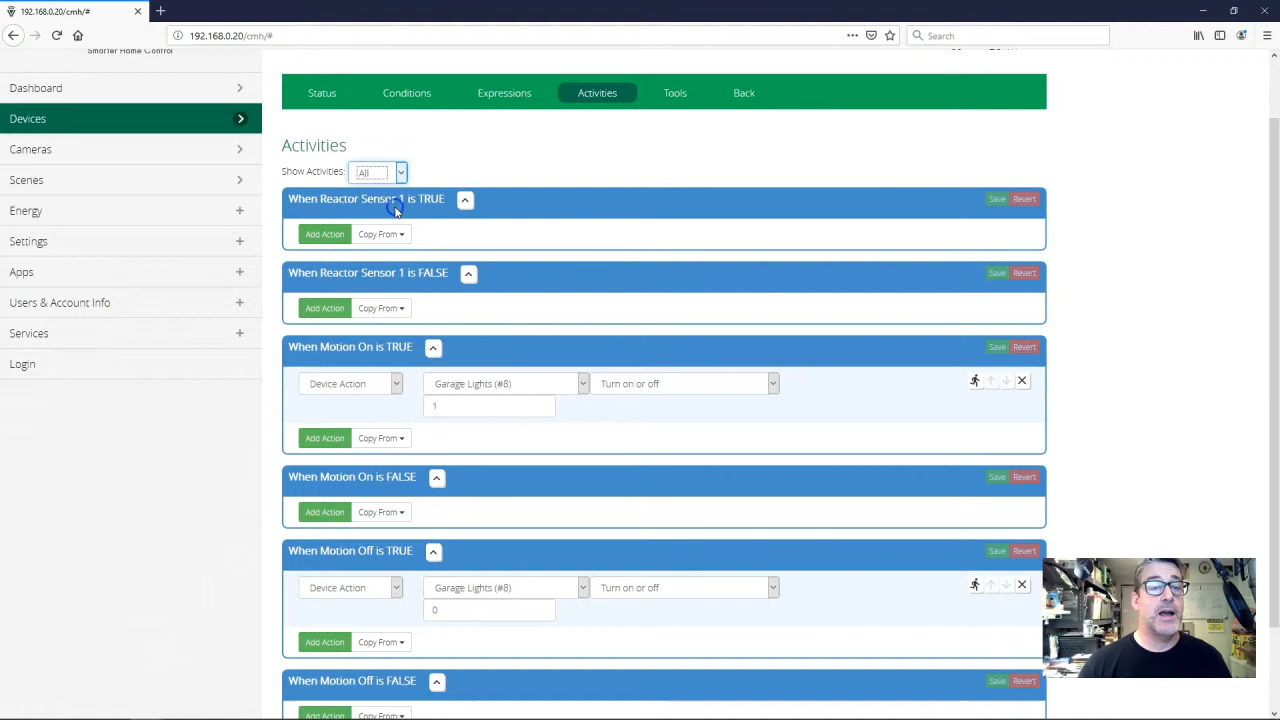 192.168.0.20/cmh/#
192.168.0.20/cmh/#
Search
Smarter Home Control
Dashboard
Devices
Cameras
Scenes
Energy
Settings
Apps
Users & Account Info
Services
Login
Status Conditions Expressions Activities Tools Back
Activities
Show Activities: All
When Reactor Sensor 1 is TRUE Save Revert
Add Action Copy From
When Reactor Sensor 1 is FALSE Save Revert
Add Action Copy From
When Motion On is TRUE Save Revert
Device Action Garage Lights (#8) Turn on or off
1
Add Action Copy From
When Motion On is FALSE Save Revert
Add Action Copy From
When Motion Off is TRUE Save Revert
Device Action Garage Lights (#8) Turn on or off
0
Add Action Copy From
When Motion Off is FALSE Save Revert
Add Action Copy From